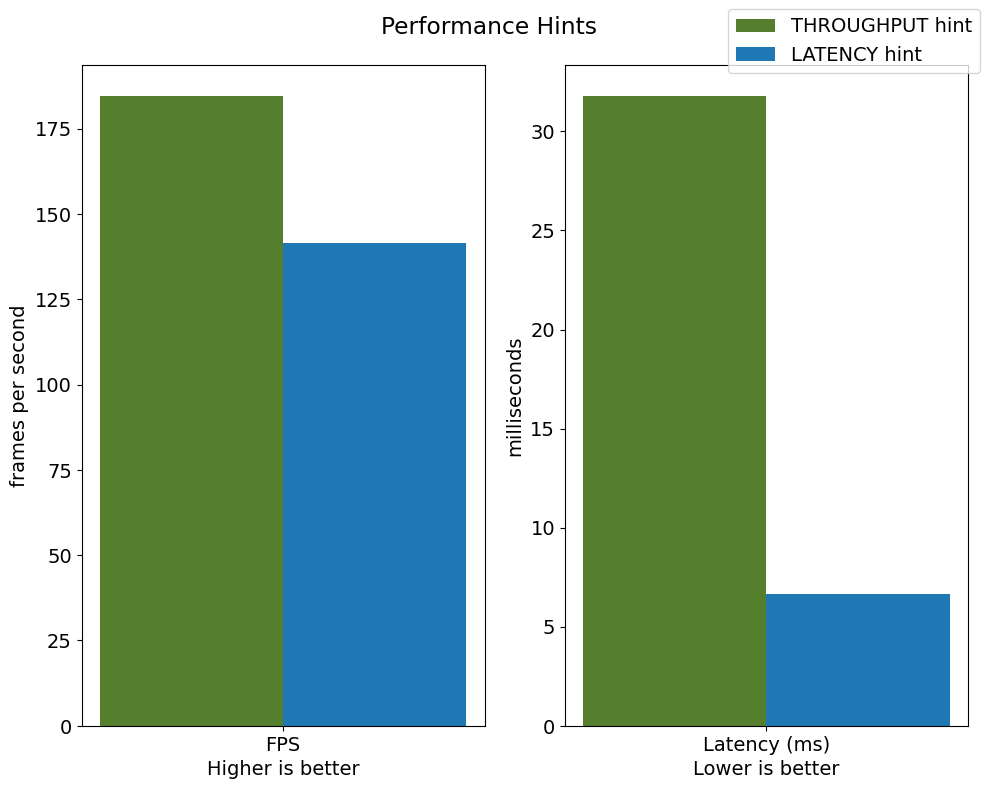 Performance Hints
THROUGHPUT hint
LATENCY hint
frames per second
175
150
125
100
75
50
25
0
FPS
Higher is better
milliseconds
30
25
20
15
10
5
0
Latency (ms)
Lower is better